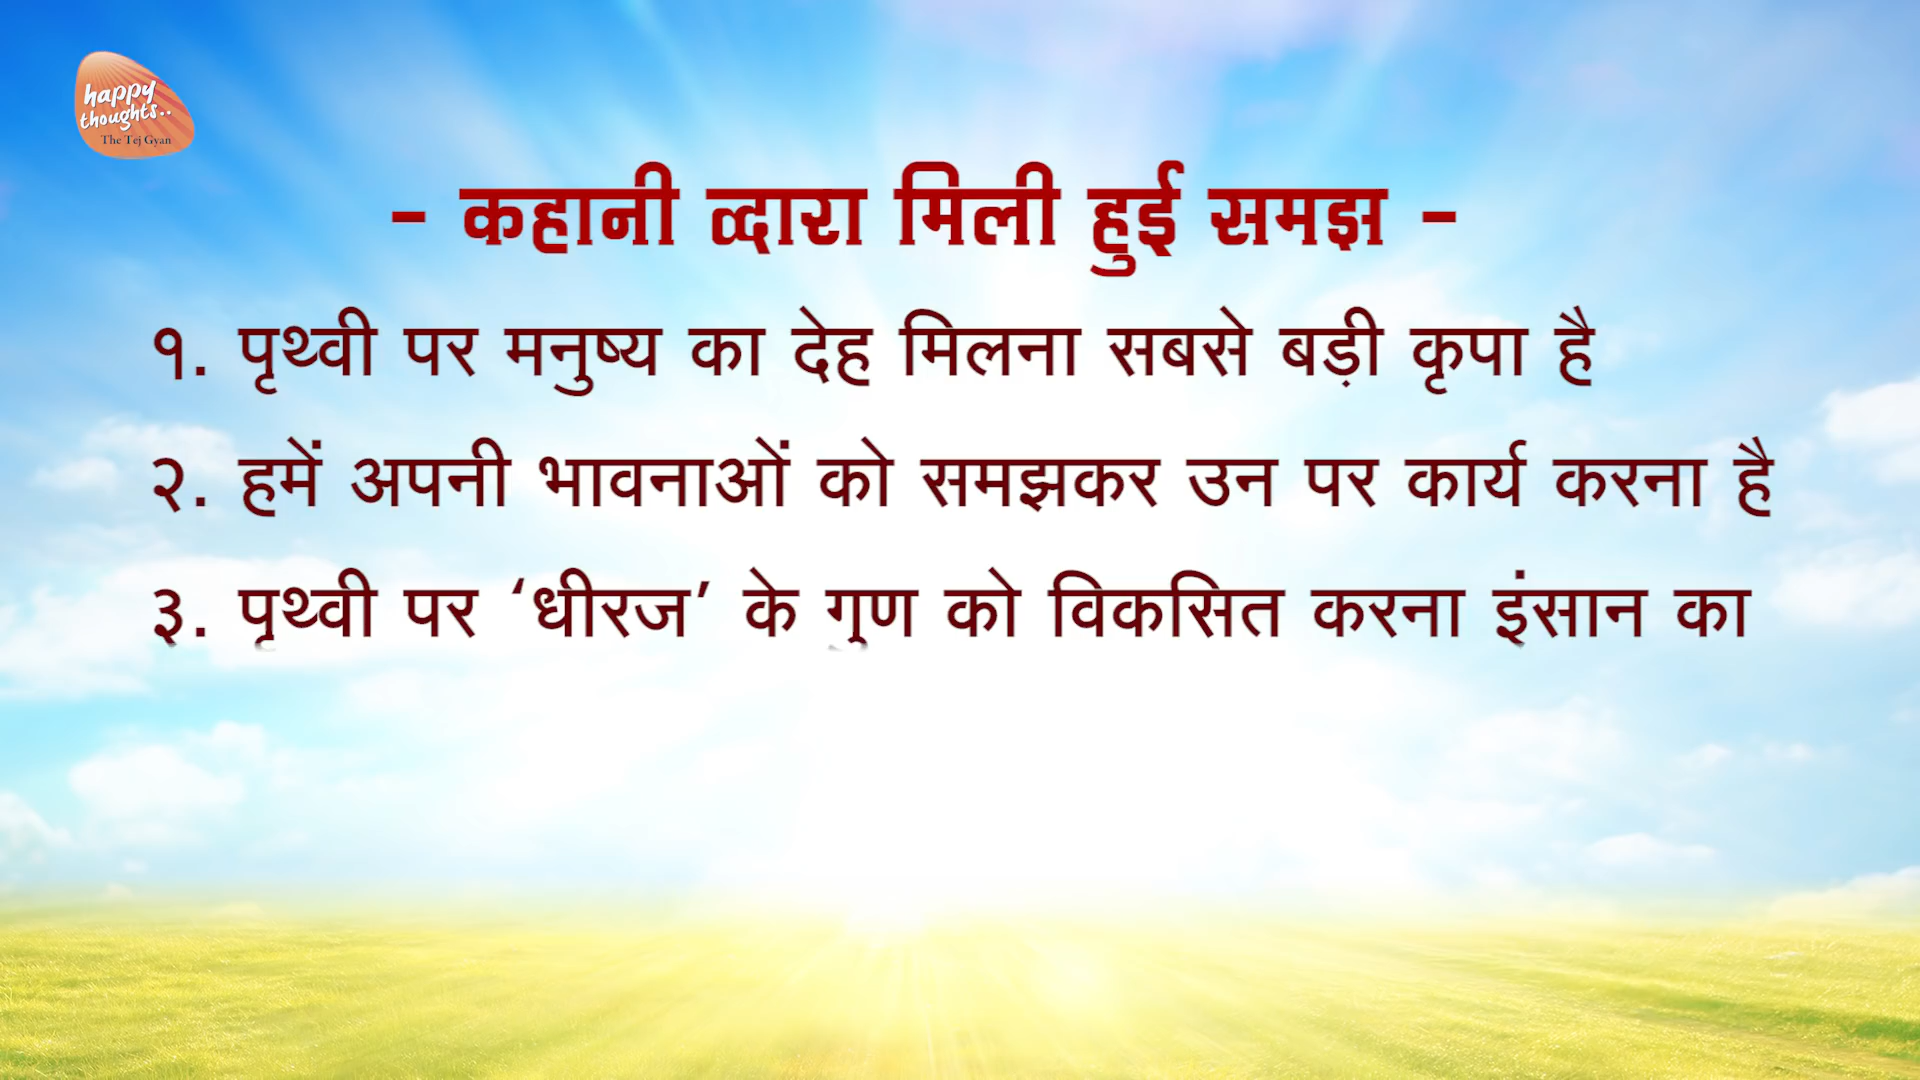 happy
thoughts..
The Tej Gyan
- कहानी द्वारा मिली हुई समझ -
१. पृथ्वी पर मनुष्य का देह मिलना सबसे बड़ी कृपा है
२. हमें अपनी भावनाओं को समझकर उन पर कार्य करना है
३. पृथ्वी पर ‘धीरज’ के गुण को विकसित करना इंसान का